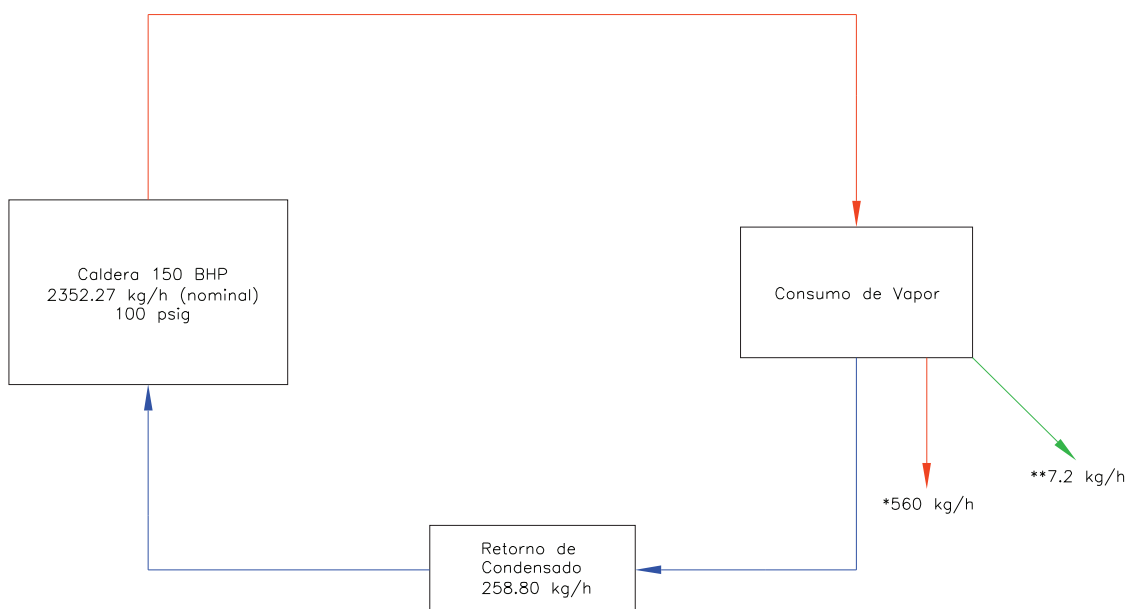 Caldera 150 BHP
2352.27 kg/h (nominal)
100 psig
Consumo de Vapor
**7.2 kg/h
*560 kg/h
Retorno de
Condensado
258.80 kg/h